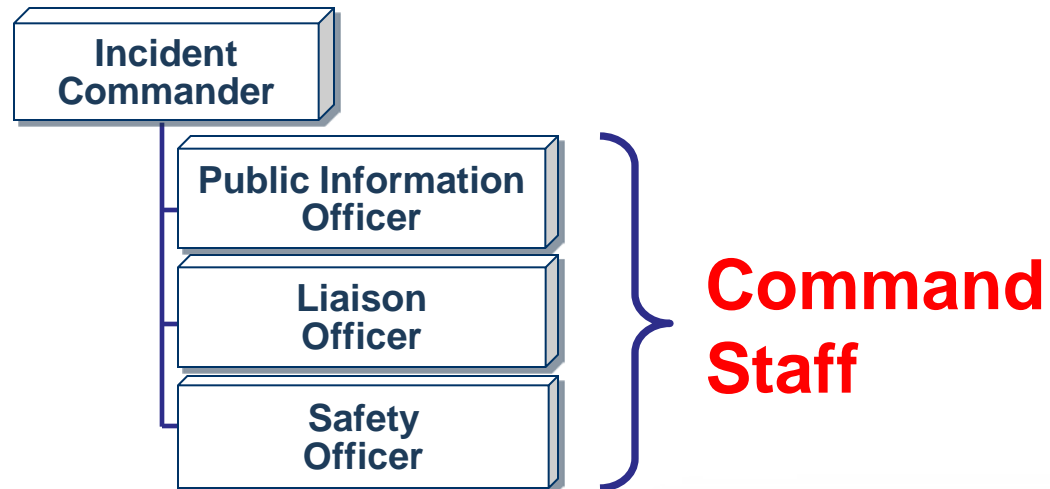 Incident
Commander
Public Information
Officer
Liaison
Officer
Safety
Officer
Command
Staff